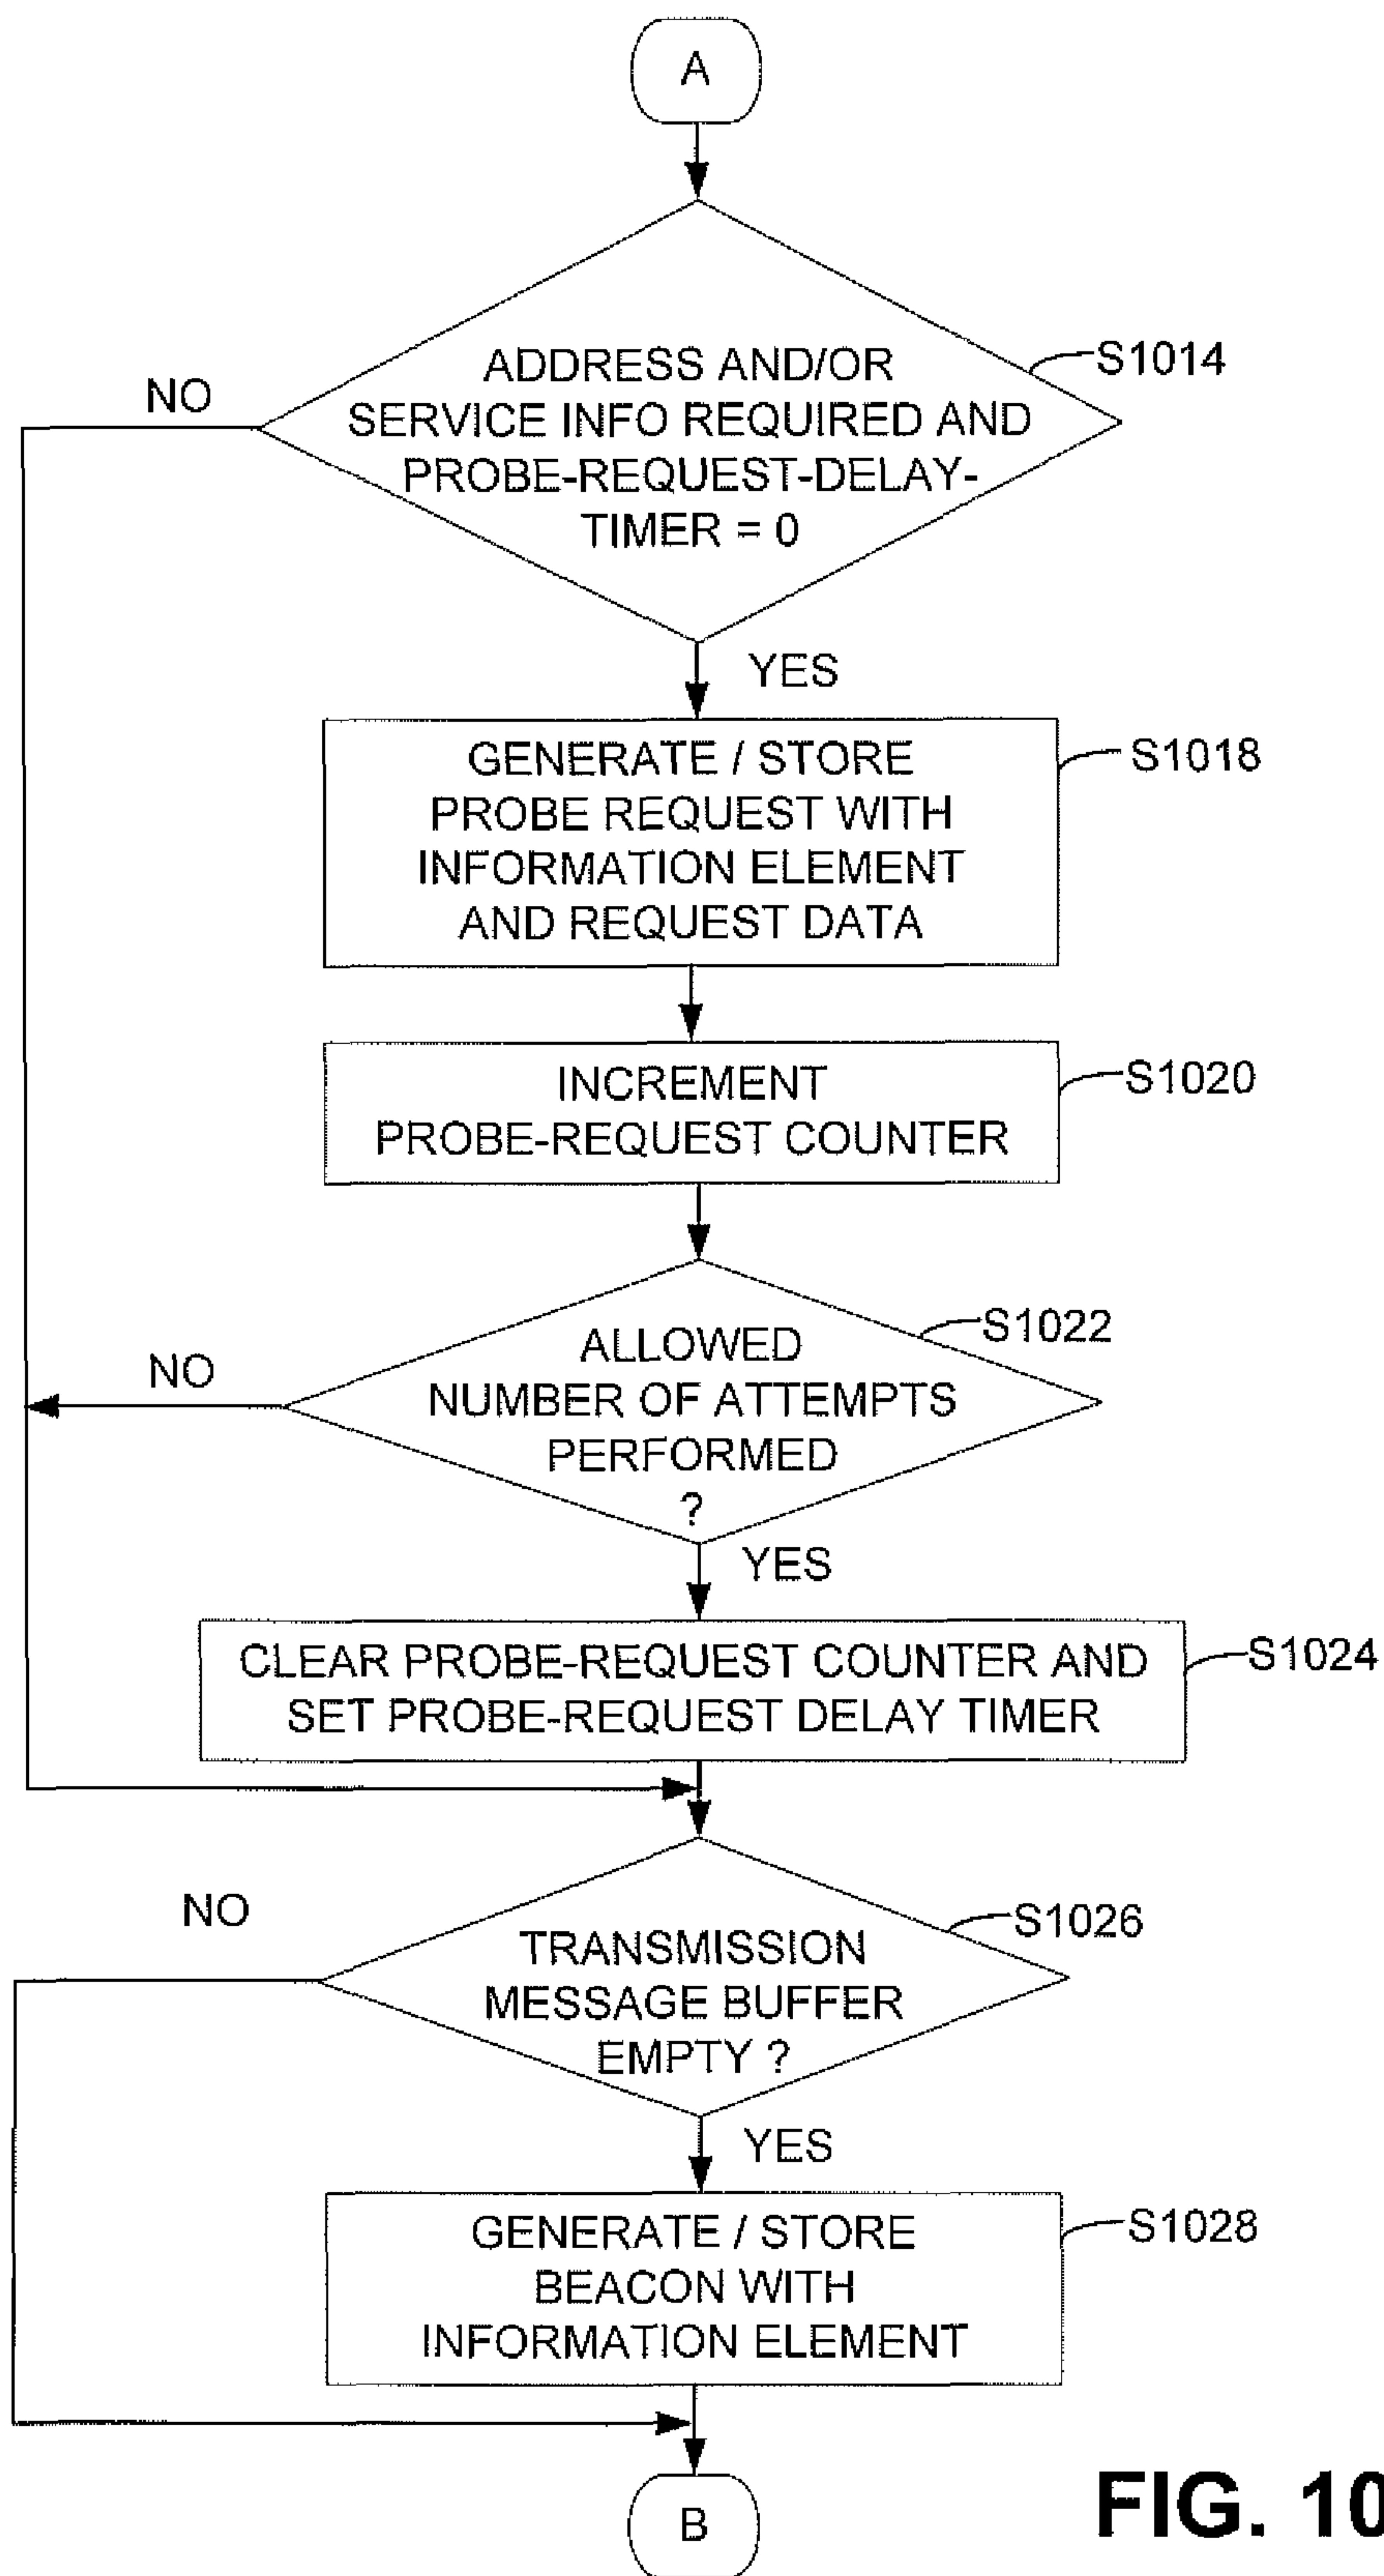 A
ADDRESS AND/OR
SERVICE INFO REQUIRED AND
PROBE-REQUEST-DELAY-
TIMER = 0
S1014
NO
YES
GENERATE / STORE
PROBE REQUEST WITH
INFORMATION ELEMENT
AND REQUEST DATA
S1018
INCREMENT
PROBE-REQUEST COUNTER
S1020
ALLOWED
NUMBER OF ATTEMPTS
PERFORMED
?
S1022
NO
YES
CLEAR PROBE-REQUEST COUNTER AND
SET PROBE-REQUEST DELAY TIMER
S1024
TRANSMISSION
MESSAGE BUFFER
EMPTY ?
S1026
NO
YES
GENERATE / STORE
BEACON WITH
INFORMATION ELEMENT
S1028
B
FIG. 10